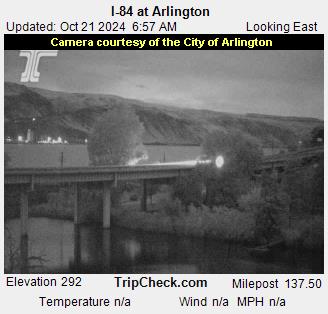 I-84 at Arlington
Updated: Oct 21 2024 6:57 AM Looking East
Camera courtesy of the City of Arlington
Elevation 292 TripCheck.com Milepost 137.50
Temperature n/a Wind n/a MPH n/a